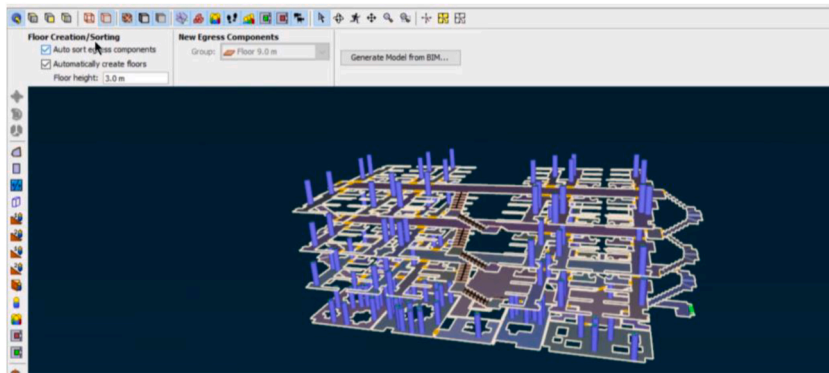 Floor Creation/Sorting
Auto sort egress components
Automatically create floors
Floor height: 3.0 m
New Egress Components
Group: Floor 9.0 m
Generate Model from BIM...